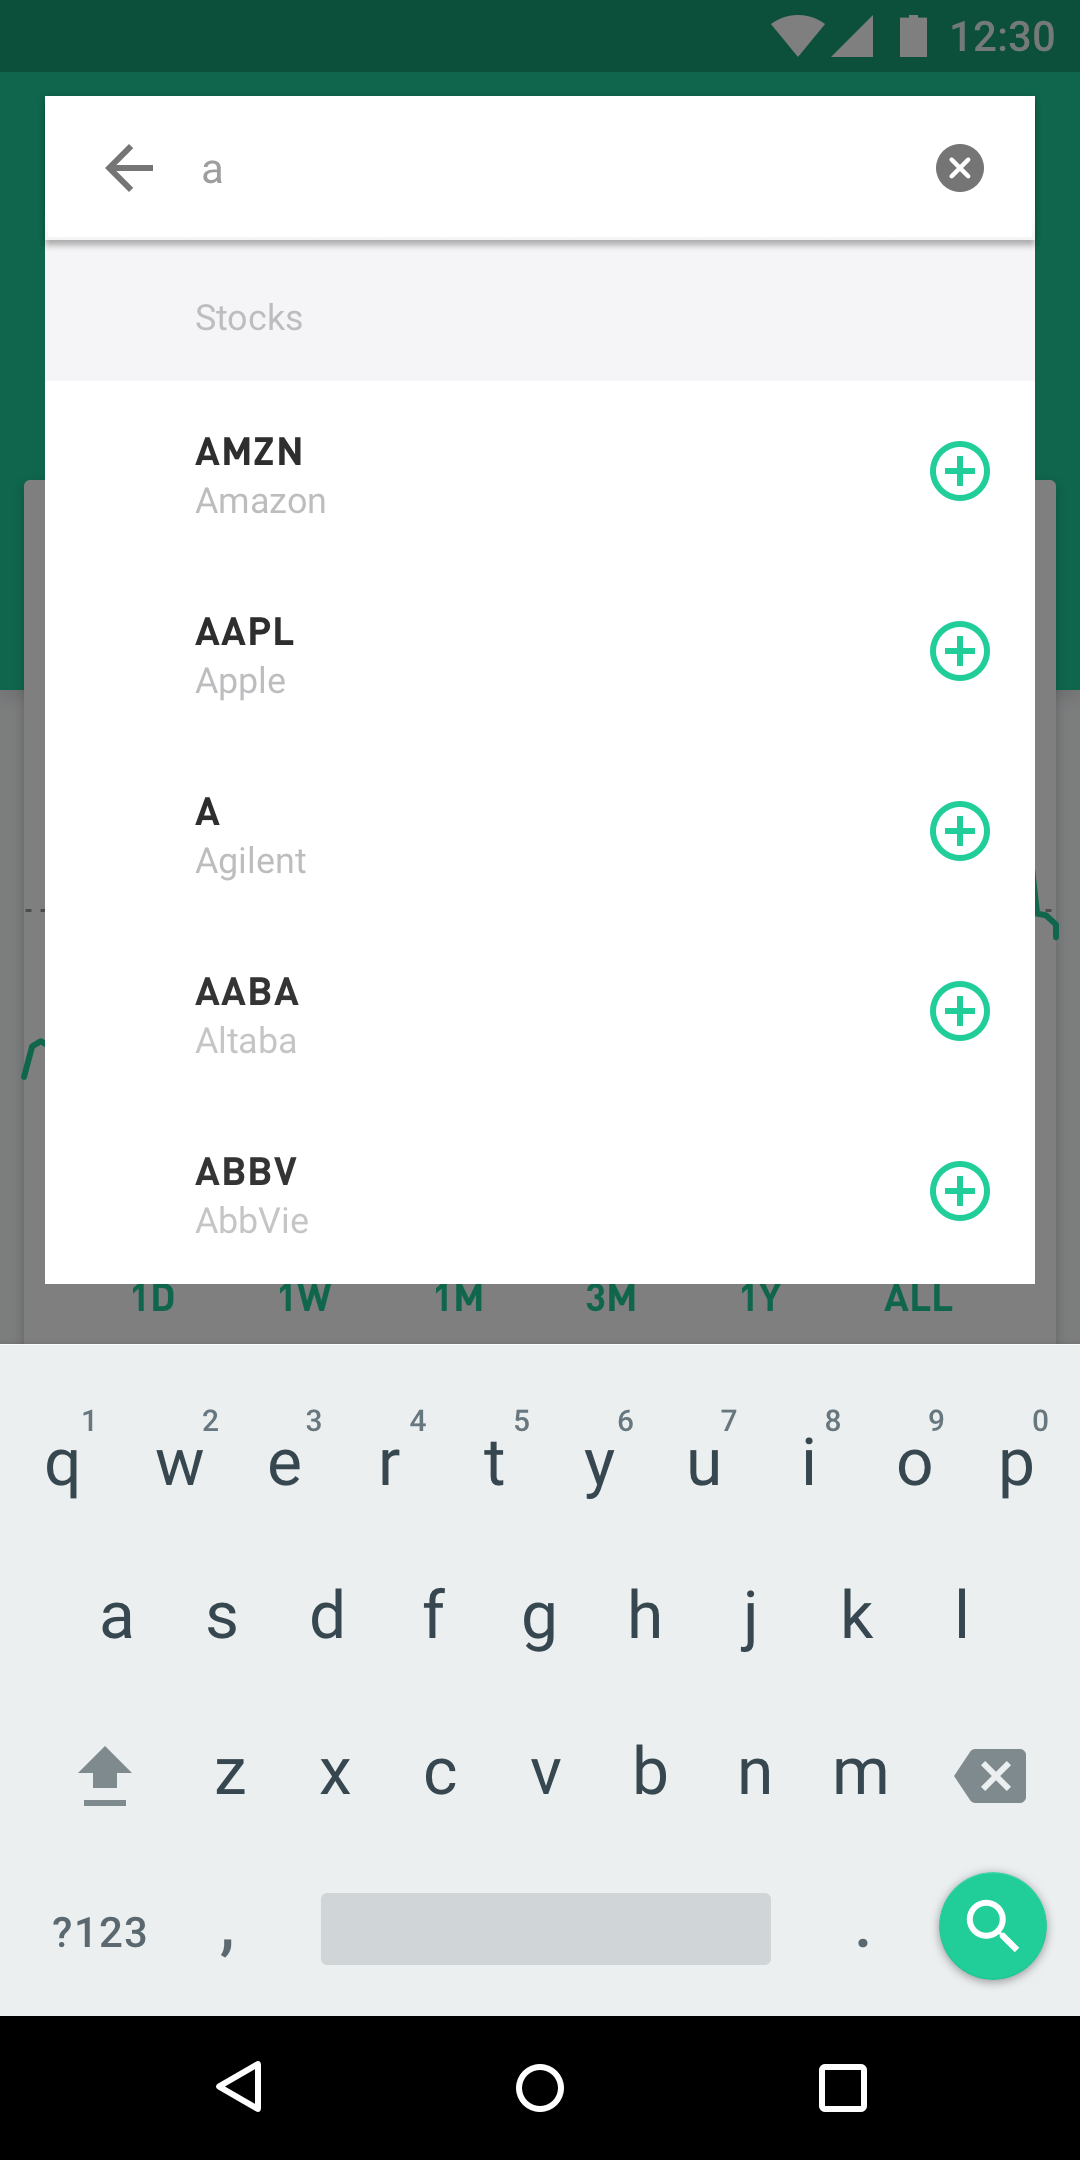 12:30
a
Stocks
AMZN
Amazon
AAPL
Apple
A
Agilent
AABA
Altaba
ABBV
AbbVie
1D 1W 1M 3M 1Y ALL
1 2 3 4 5 6 7 8 9 0
q w e r t y u i o p
a s d f g h j k l
z x c v b n m
?123 , .